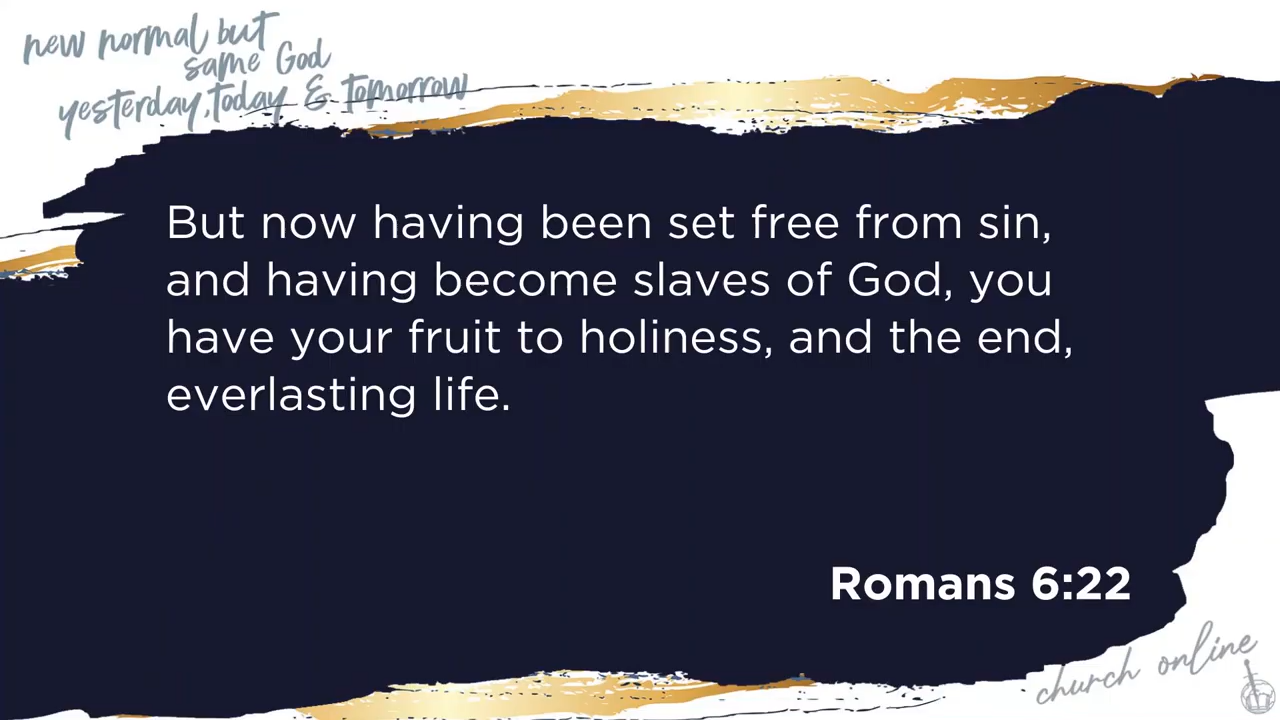 new normal but
same God
yesterday, today & tomorrow
But now having been set free from sin,
and having become slaves of God, you
have your fruit to holiness, and the end,
everlasting life.
Romans 6:22
church online